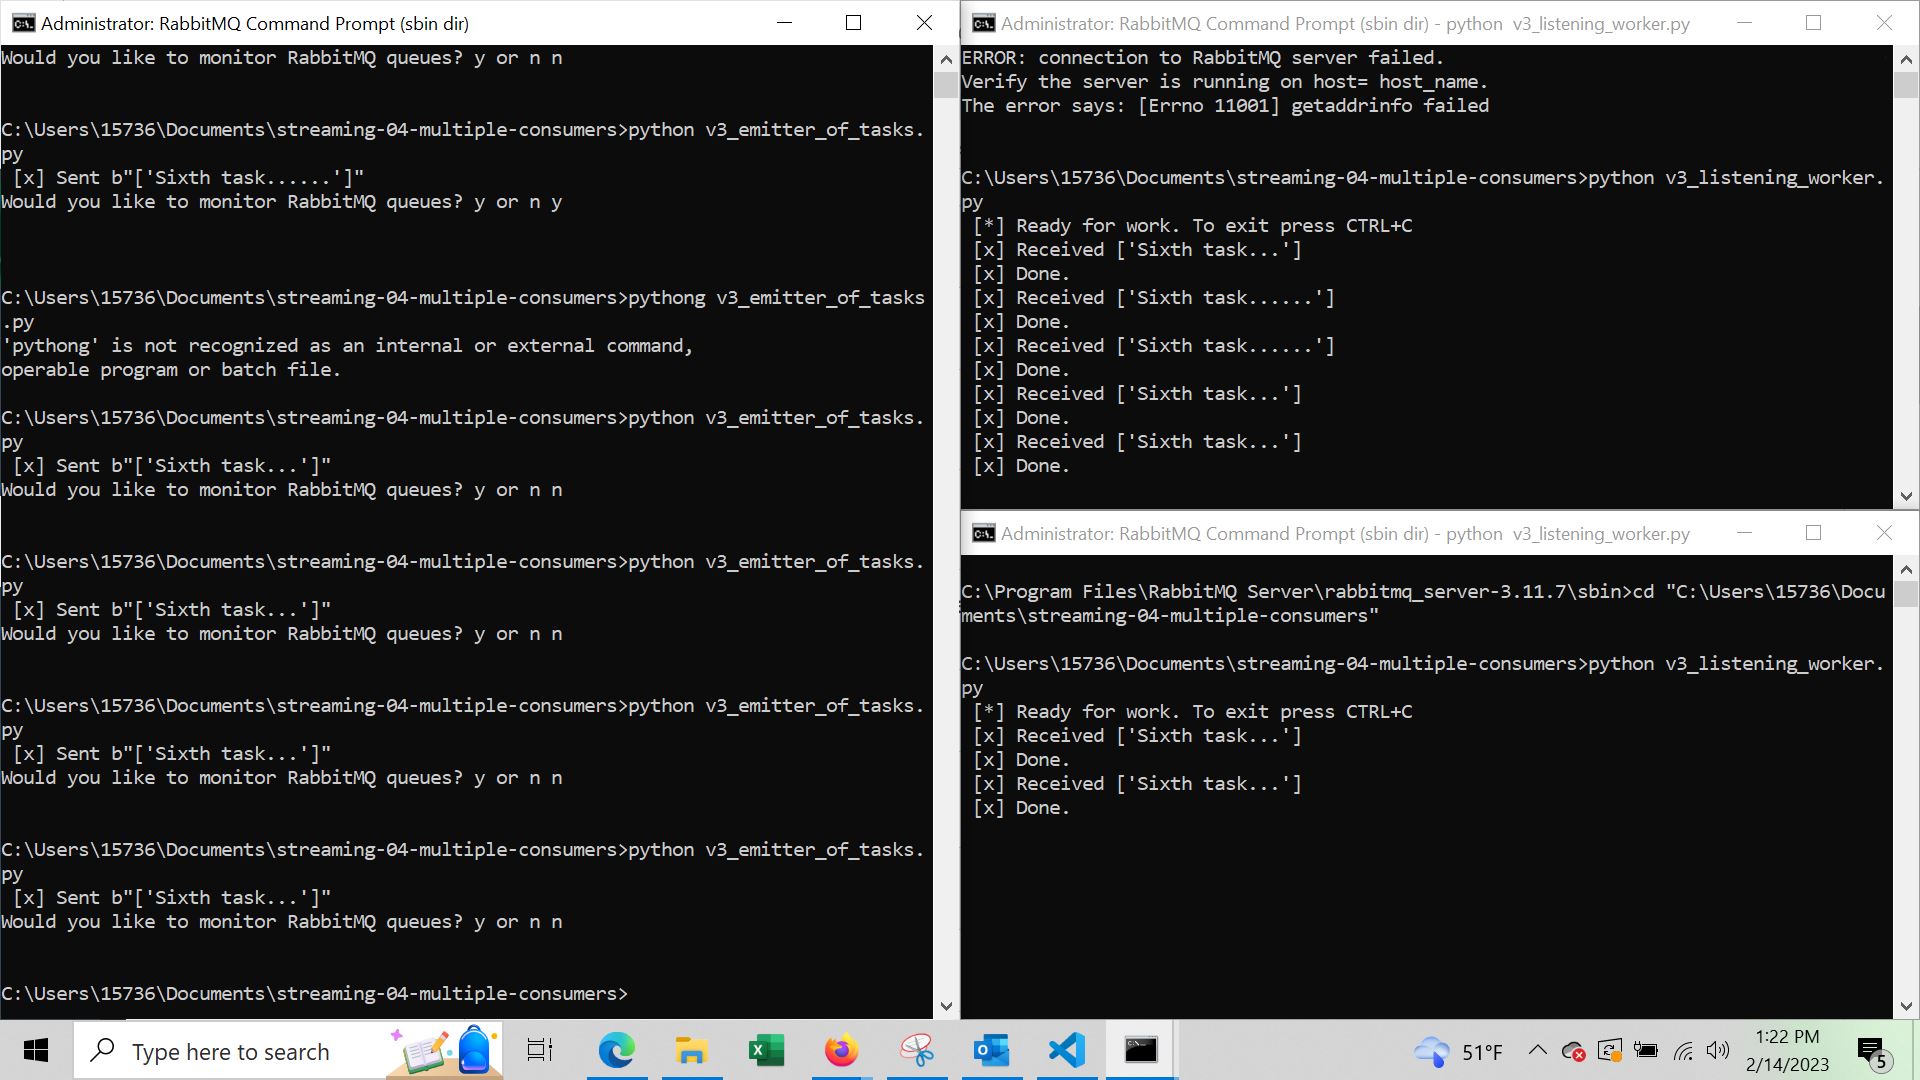 Administrator: RabbitMQ Command Prompt (sbin dir)
Would you like to monitor RabbitMQ queues? y or n n
C:\Users\15736\Documents\streaming-04-multiple-consumers>python v3_emitter_of_tasks.
py
[x] Sent b"['Sixth task......']"
Would you like to monitor RabbitMQ queues? y or n y
C:\Users\15736\Documents\streaming-04-multiple-consumers>pythong v3_emitter_of_tasks
.py
'pythong' is not recognized as an internal or external command,
operable program or batch file.
C:\Users\15736\Documents\streaming-04-multiple-consumers>python v3_emitter_of_tasks.
py
[x] Sent b"['Sixth task...']"
Would you like to monitor RabbitMQ queues? y or n n
C:\Users\15736\Documents\streaming-04-multiple-consumers>python v3_emitter_of_tasks.
py
[x] Sent b"['Sixth task...']"
Would you like to monitor RabbitMQ queues? y or n n
C:\Users\15736\Documents\streaming-04-multiple-consumers>python v3_emitter_of_tasks.
py
[x] Sent b"['Sixth task...']"
Would you like to monitor RabbitMQ queues? y or n n
C:\Users\15736\Documents\streaming-04-multiple-consumers>python v3_emitter_of_tasks.
py
[x] Sent b"['Sixth task...']"
Would you like to monitor RabbitMQ queues? y or n n
C:\Users\15736\Documents\streaming-04-multiple-consumers>
Administrator: RabbitMQ Command Prompt (sbin dir) - python v3_listening_worker.py
ERROR: connection to RabbitMQ server failed.
Verify the server is running on host= host_name.
The error says: [Errno 11001] getaddrinfo failed
C:\Users\15736\Documents\streaming-04-multiple-consumers>python v3_listening_worker.
py
[*] Ready for work. To exit press CTRL+C
[x] Received ['Sixth task...']
[x] Done.
[x] Received ['Sixth task......']
[x] Done.
[x] Received ['Sixth task......']
[x] Done.
[x] Received ['Sixth task...']
[x] Done.
[x] Received ['Sixth task...']
[x] Done.
Administrator: RabbitMQ Command Prompt (sbin dir) - python v3_listening_worker.py
C:\Program Files\RabbitMQ Server\rabbitmq_server-3.11.7\sbin>cd "C:\Users\15736\Docu
ments\streaming-04-multiple-consumers"
C:\Users\15736\Documents\streaming-04-multiple-consumers>python v3_listening_worker.
py
[*] Ready for work. To exit press CTRL+C
[x] Received ['Sixth task...']
[x] Done.
[x] Received ['Sixth task...']
[x] Done.
Type here to search
51°F
1:22 PM
2/14/2023
5